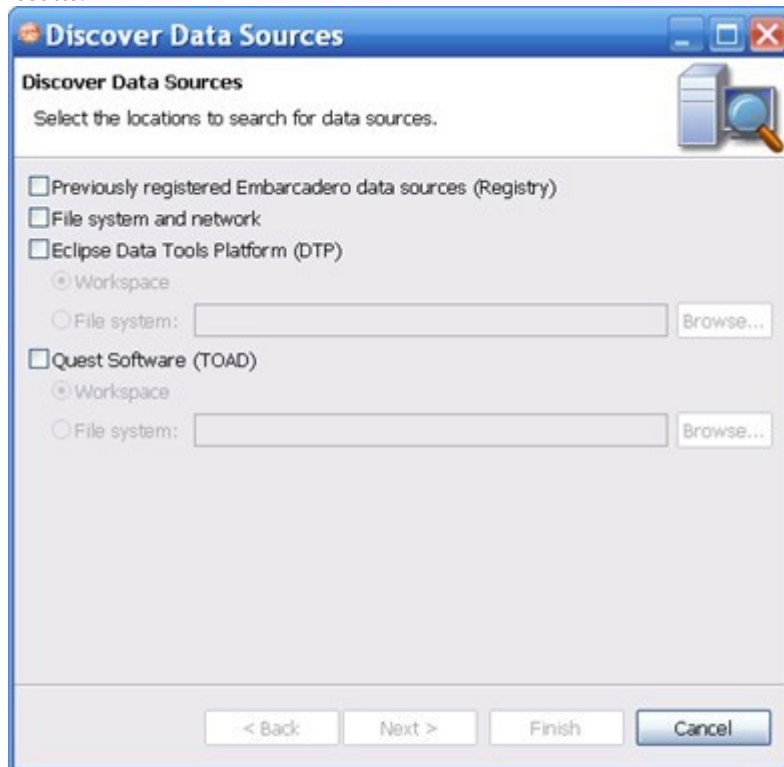 Discover Data Sources
Discover Data Sources
Select the locations to search for data sources.
Previously registered Embarcadero data sources (Registry)
File system and network
Eclipse Data Tools Platform (DTP)
Workspace
File system:
Browse...
Quest Software (TOAD)
Workspace
File system:
Browse...
< Back Next > Finish Cancel